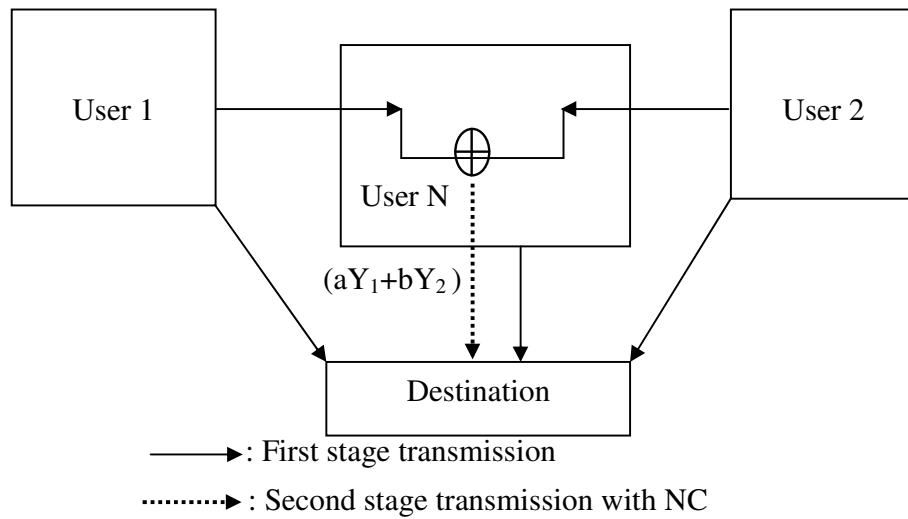 User 1
User 2
User N
(aY₁+bY₂ )
Destination
: First stage transmission
: Second stage transmission with NC